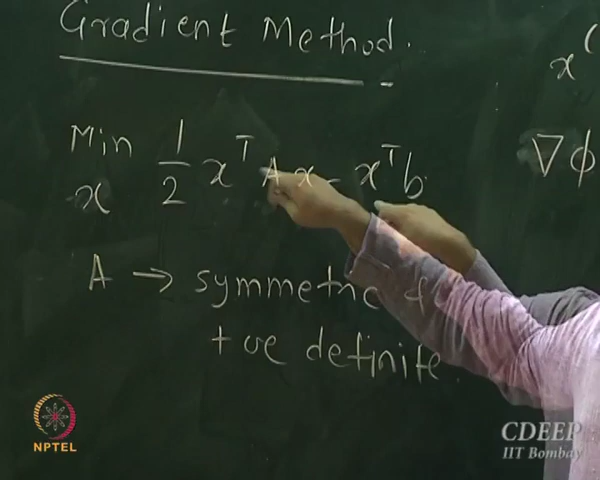 Gradient Method.
x(
Min 1/2 xᵀAx - xᵀb
x
∇φ
A → symmetric &
+ve definite.
NPTEL
CDEEP
IIT Bombay